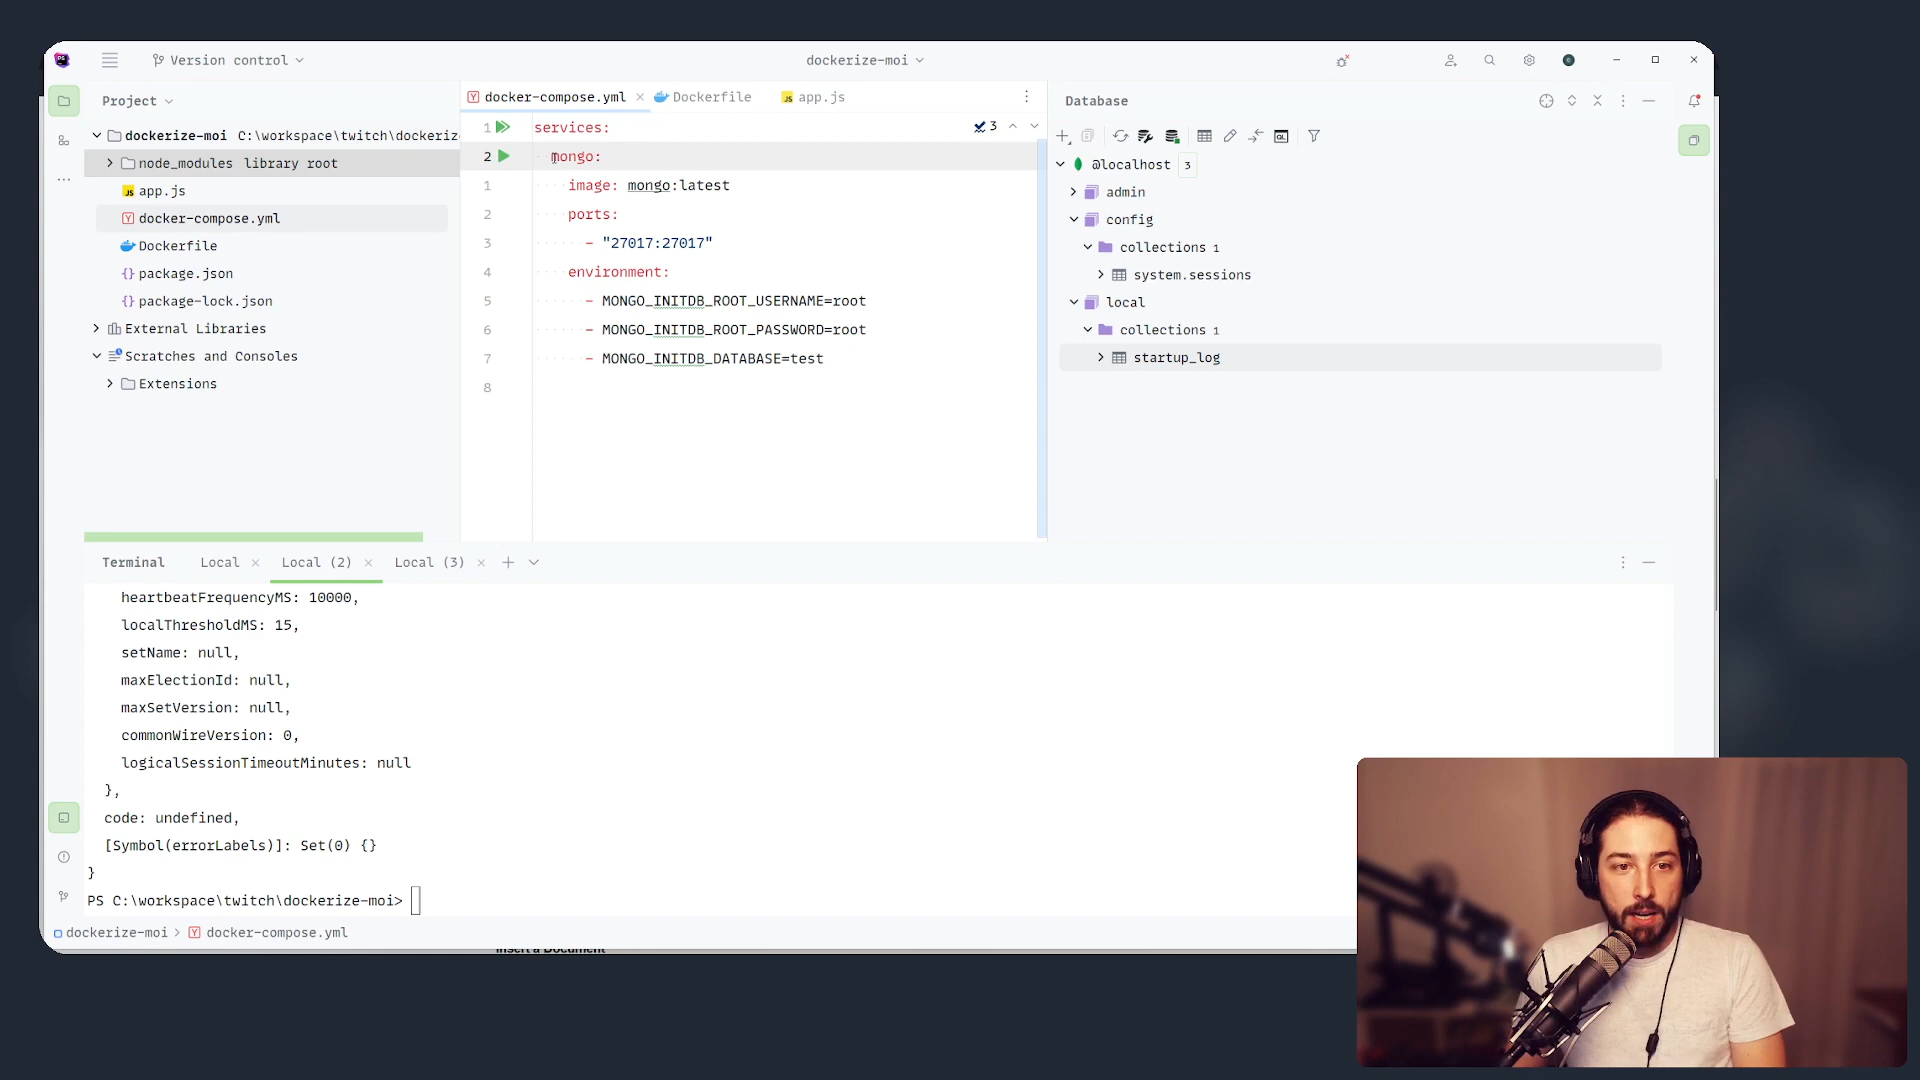 PS
Version control
dockerize-moi
Project
docker-compose.yml
Dockerfile
app.js
Database
dockerize-moi C:\workspace\twitch\dockeriz
node_modules library root
app.js
docker-compose.yml
Dockerfile
package.json
package-lock.json
External Libraries
Scratches and Consoles
Extensions
1 services:
3
2 mongo:
1 image: mongo:latest
2 ports:
3 - "27017:27017"
4 environment:
5 - MONGO_INITDB_ROOT_USERNAME=root
6 - MONGO_INITDB_ROOT_PASSWORD=root
7 - MONGO_INITDB_DATABASE=test
8
QL
@localhost 3
admin
config
collections 1
system.sessions
local
collections 1
startup_log
Terminal
Local
Local (2)
Local (3)
heartbeatFrequencyMS: 10000,
localThresholdMS: 15,
setName: null,
maxElectionId: null,
maxSetVersion: null,
commonWireVersion: 0,
logicalSessionTimeoutMinutes: null
},
code: undefined,
[Symbol(errorLabels)]: Set(0) {}
}
PS C:\workspace\twitch\dockerize-moi>
dockerize-moi > docker-compose.yml
Insert a Document